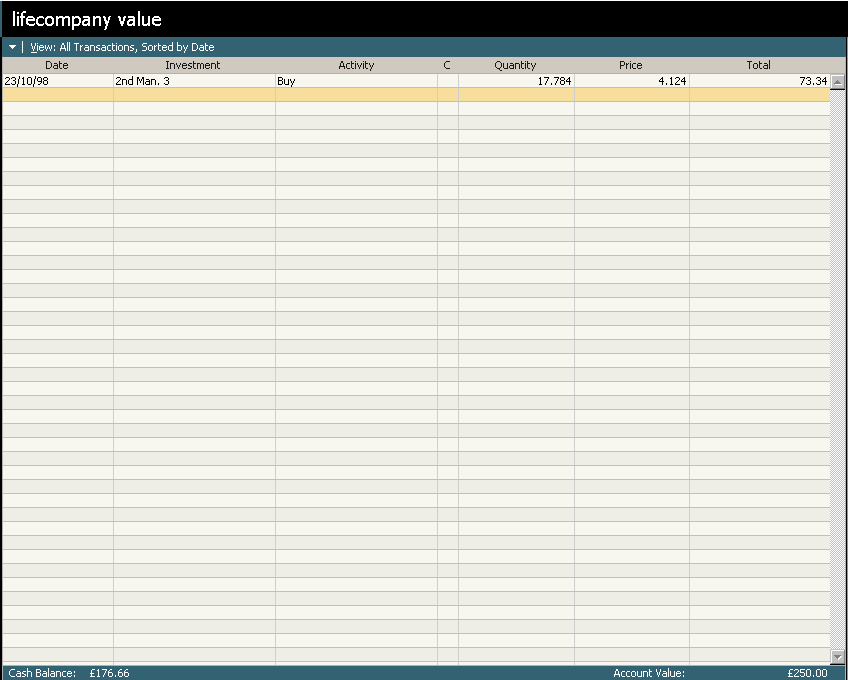 lifecompany value
View: All Transactions, Sorted by Date
Date Investment Activity C Quantity Price Total
23/10/98 2nd Man. 3 Buy 17.784 4.124 73.34
Cash Balance: £176.66 Account Value: £250.00